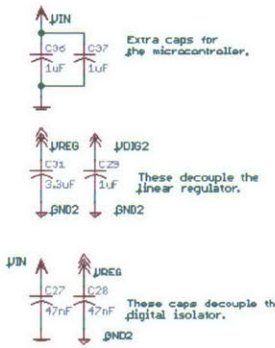 VIN
Extra caps for
the microcontroller.
C36 C37
1uF 1uF
VREG VDIG2
C31 C29
3.3uF 1uF
These decouple the
linear regulator.
GND2 GND2
VIN VREG
C27 C28
47nF 47nF
These caps decouple th
digital isolator.
GND2